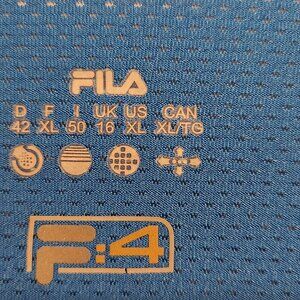 FILA
D F I UK US CAN
42 XL 50 16 XL XL/TG
F:4